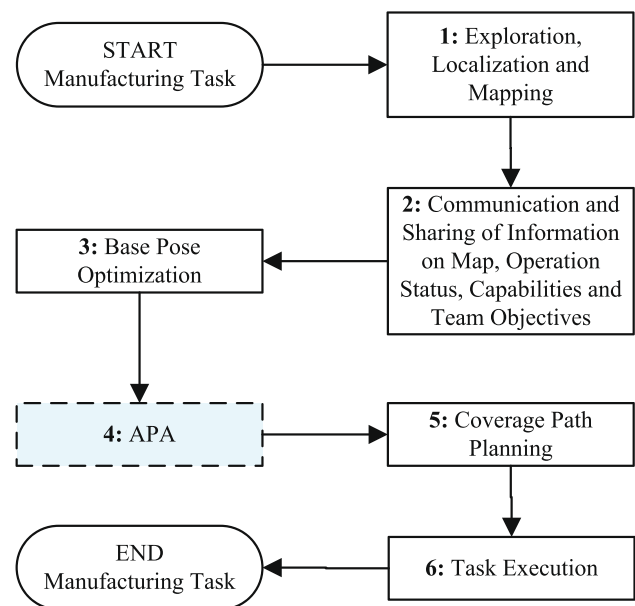 START
Manufacturing Task
1: Exploration,
Localization and
Mapping
2: Communication and
Sharing of Information
on Map, Operation
Status, Capabilities and
Team Objectives
3: Base Pose
Optimization
4: APA
5: Coverage Path
Planning
6: Task Execution
END
Manufacturing Task